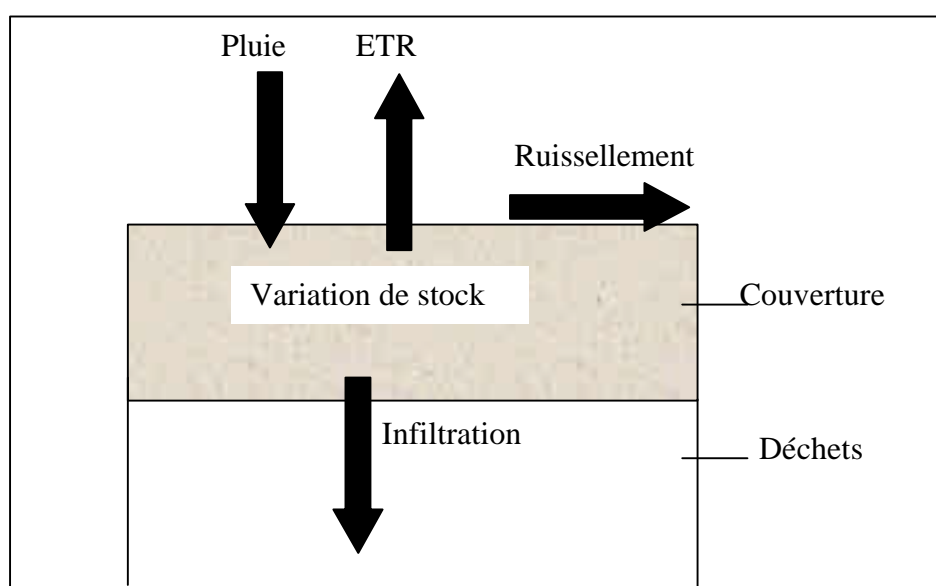 Pluie
ETR
Ruissellement
Variation de stock
Couverture
Infiltration
Déchets